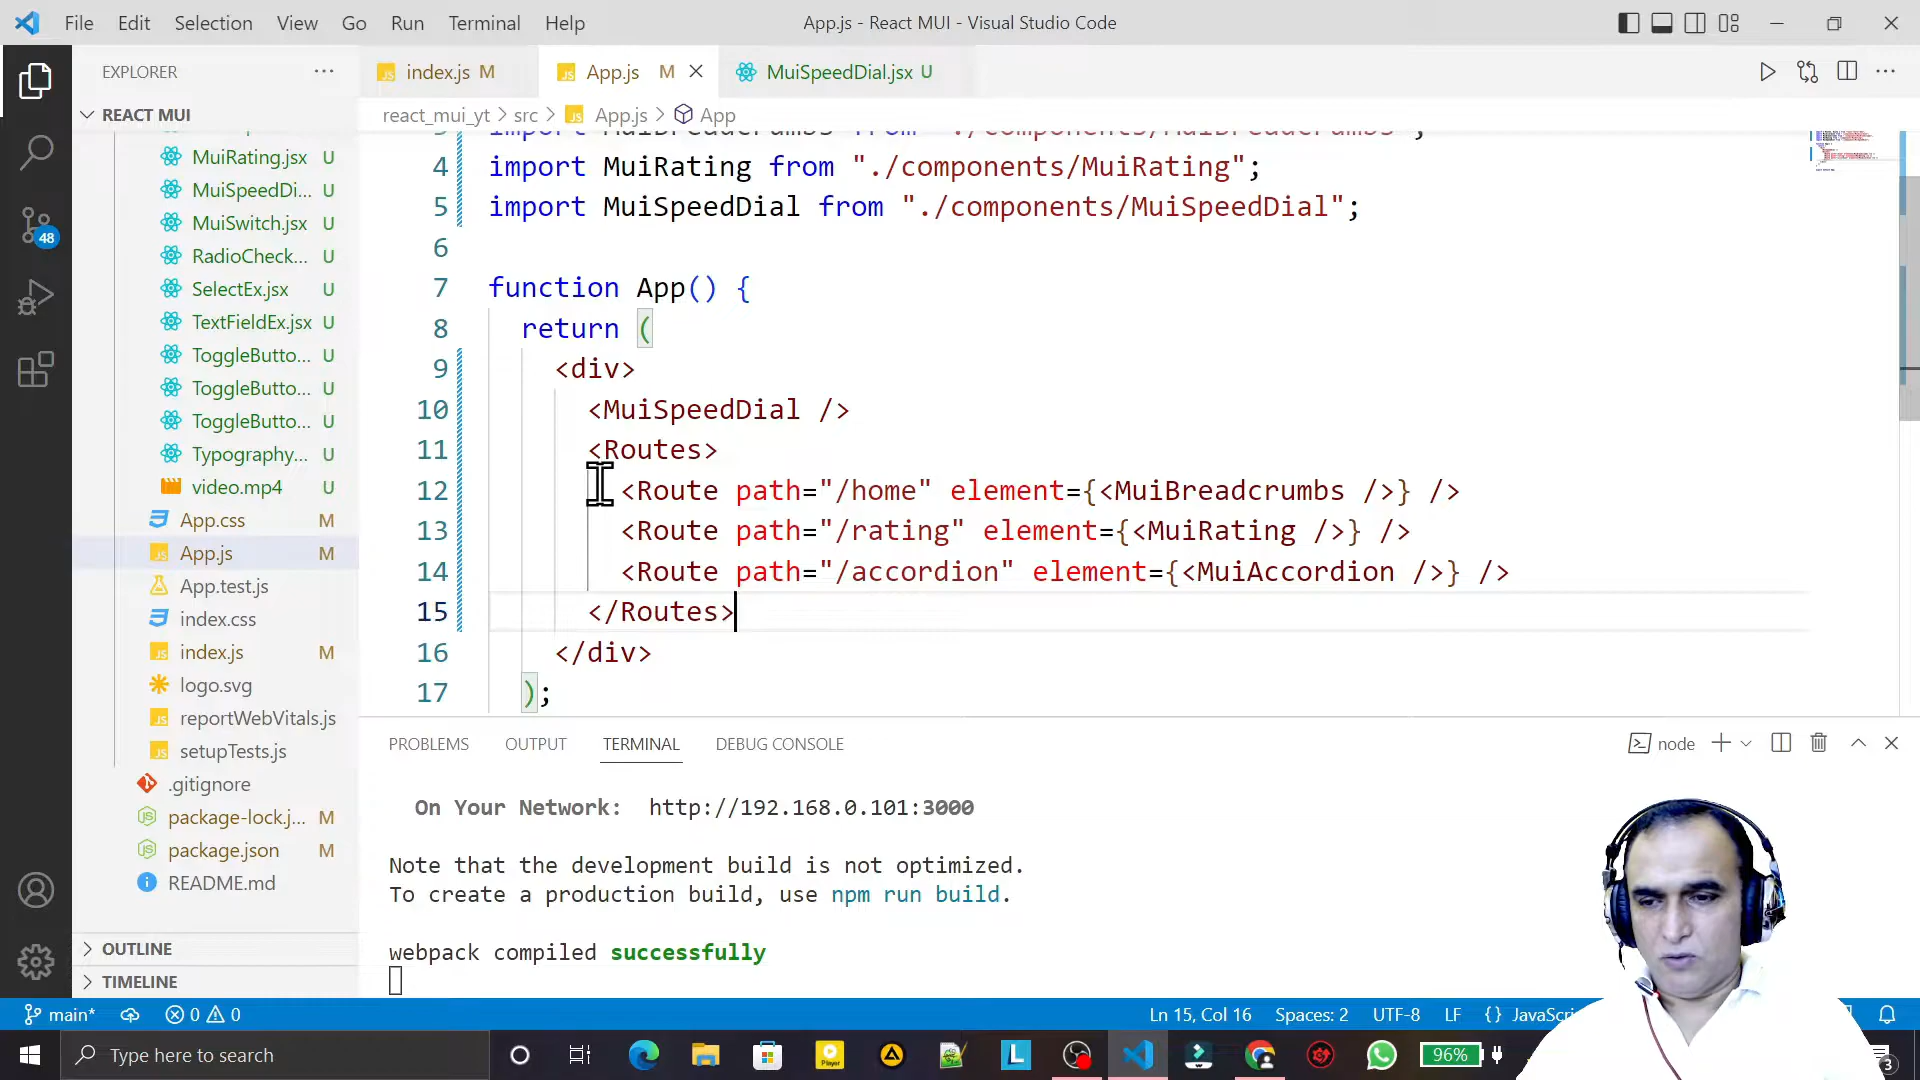 File Edit Selection View Go Run Terminal Help
App.js - React MUI - Visual Studio Code
EXPLORER
REACT MUI
MuiRating.jsx U
MuiSpeedDi... U
MuiSwitch.jsx U
RadioCheck... U
SelectEx.jsx U
TextFieldEx.jsx U
ToggleButto... U
ToggleButto... U
ToggleButto... U
Typography... U
video.mp4 U
App.css M
App.js M
App.test.js
index.css
index.js M
logo.svg
reportWebVitals.js
setupTests.js
.gitignore
package-lock.j... M
package.json M
README.md
OUTLINE
TIMELINE
48
index.js M
App.js M
MuiSpeedDial.jsx U
react_mui_yt > src > App.js > App
import MuiBreadcrumbs from "./components/MuiBreadcrumbs";
4 import MuiRating from "./components/MuiRating";
5 import MuiSpeedDial from "./components/MuiSpeedDial";
6
7 function App() {
8 return (
9 <div>
10 <MuiSpeedDial />
11 <Routes>
12 <Route path="/home" element={<MuiBreadcrumbs />} />
13 <Route path="/rating" element={<MuiRating />} />
14 <Route path="/accordion" element={<MuiAccordion />} />
15 </Routes>
16 </div>
17 );
PROBLEMS OUTPUT TERMINAL DEBUG CONSOLE
node
On Your Network: http://192.168.0.101:3000
Note that the development build is not optimized.
To create a production build, use npm run build.
webpack compiled successfully
main* 0 0
Ln 15, Col 16 Spaces: 2 UTF-8 LF {} JavaScri
Type here to search
96%
3